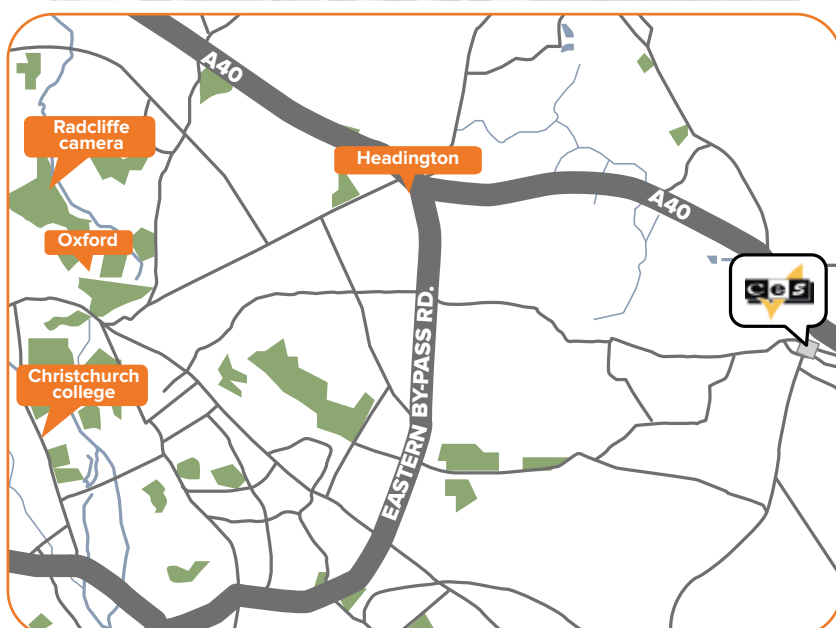 A40
Radcliffe
camera
Headington
A40
Oxford
ces
EASTERN BY-PASS RD.
Christchurch
college